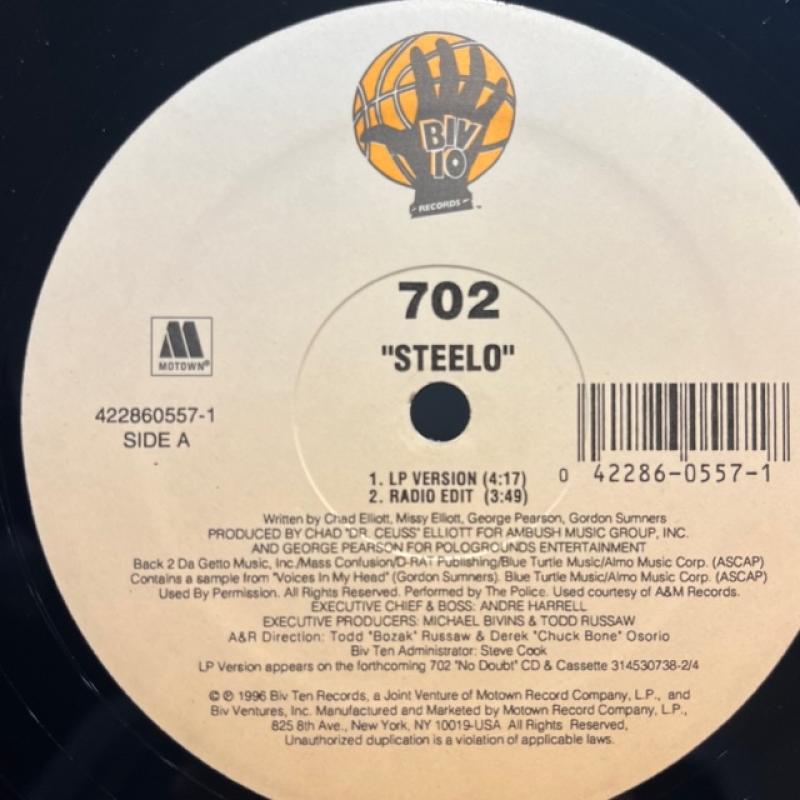 BIV
10
RECORDS™
702
"STEELO"
MOTOWN®
422860557-1
SIDE A
1. LP VERSION (4:17)
2. RADIO EDIT (3:49)
0 42286-0557-1
Written by Chad Elliott, Missy Elliott, George Pearson, Gordon Sumners
PRODUCED BY CHAD "DR. CEUSS" ELLIOTT FOR AMBUSH MUSIC GROUP, INC.
AND GEORGE PEARSON FOR POLOGROUNDS ENTERTAINMENT
Back 2 Da Getto Music, Inc./Mass Confusion/D-RAT Publishing/Blue Turtle Music/Almo Music Corp. (ASCAP)
Contains a sample from "Voices In My Head" (Gordon Sumners). Blue Turtle Music/Almo Music Corp. (ASCAP)
Used By Permission. All Rights Reserved. Performed by The Police. Used courtesy of A&M Records.
EXECUTIVE CHIEF & BOSS: ANDRE HARRELL
EXECUTIVE PRODUCERS: MICHAEL BIVINS & TODD RUSSAW
A&R Direction: Todd "Bozak" Russaw & Derek "Chuck Bone" Osorio
Biv Ten Administrator: Steve Cook
LP Version appears on the forthcoming 702 "No Doubt" CD & Cassette 314530738-2/4
© ℗ 1996 Biv Ten Records, a Joint Venture of Motown Record Company, L.P., and
Biv Ventures, Inc. Manufactured and Marketed by Motown Record Company, L.P.,
825 8th Ave., New York, NY 10019-USA All Rights Reserved,
Unauthorized duplication is a violation of applicable laws.